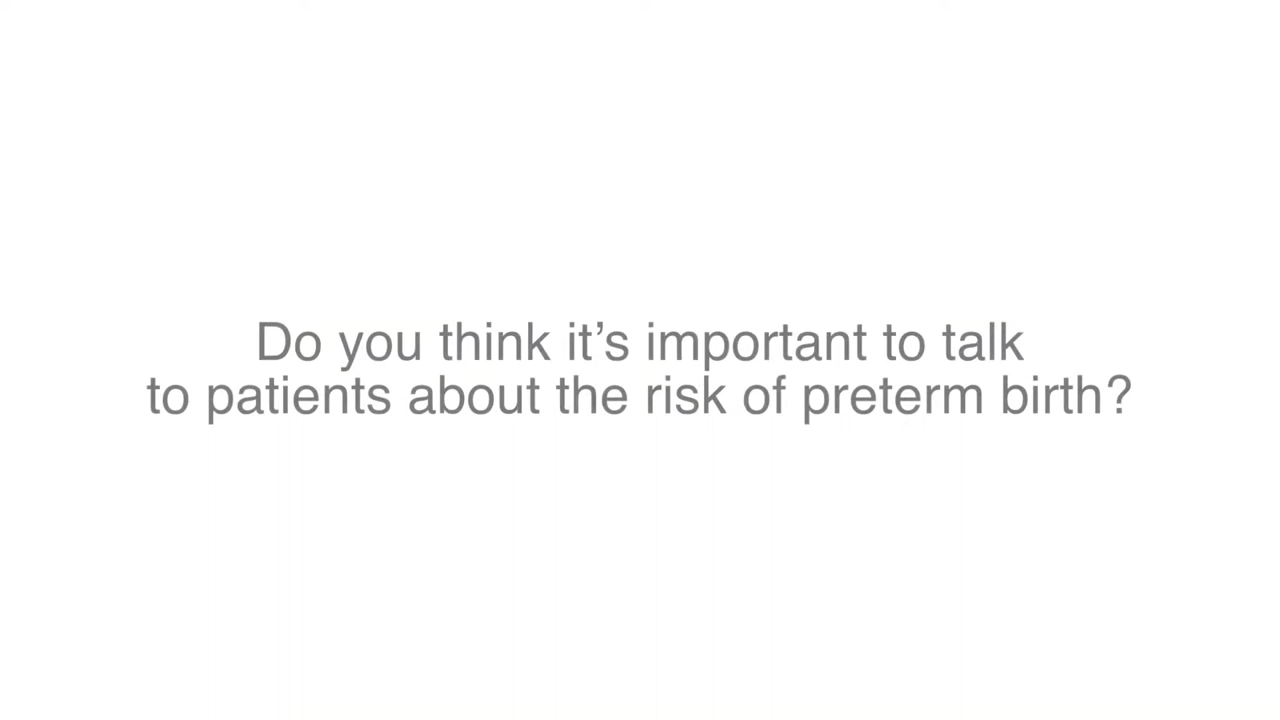 Do you think it’s important to talk
to patients about the risk of preterm birth?